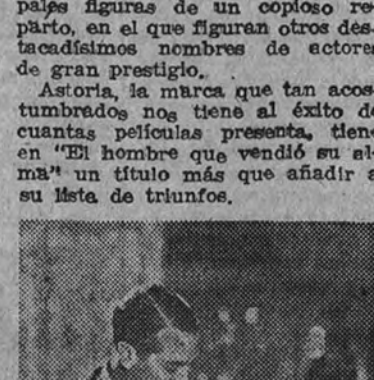 pales figuras de un copioso re-
parto, en el que figuran otros des-
tacadísimos nombres de actores
de gran prestigio.
Astoria, la marca que tan acos-
tumbrados nos tiene al éxito de
cuantas películas presenta, tiene
en "El hombre que vendió su al-
ma" un título más que añadir a
su lista de triunfos.